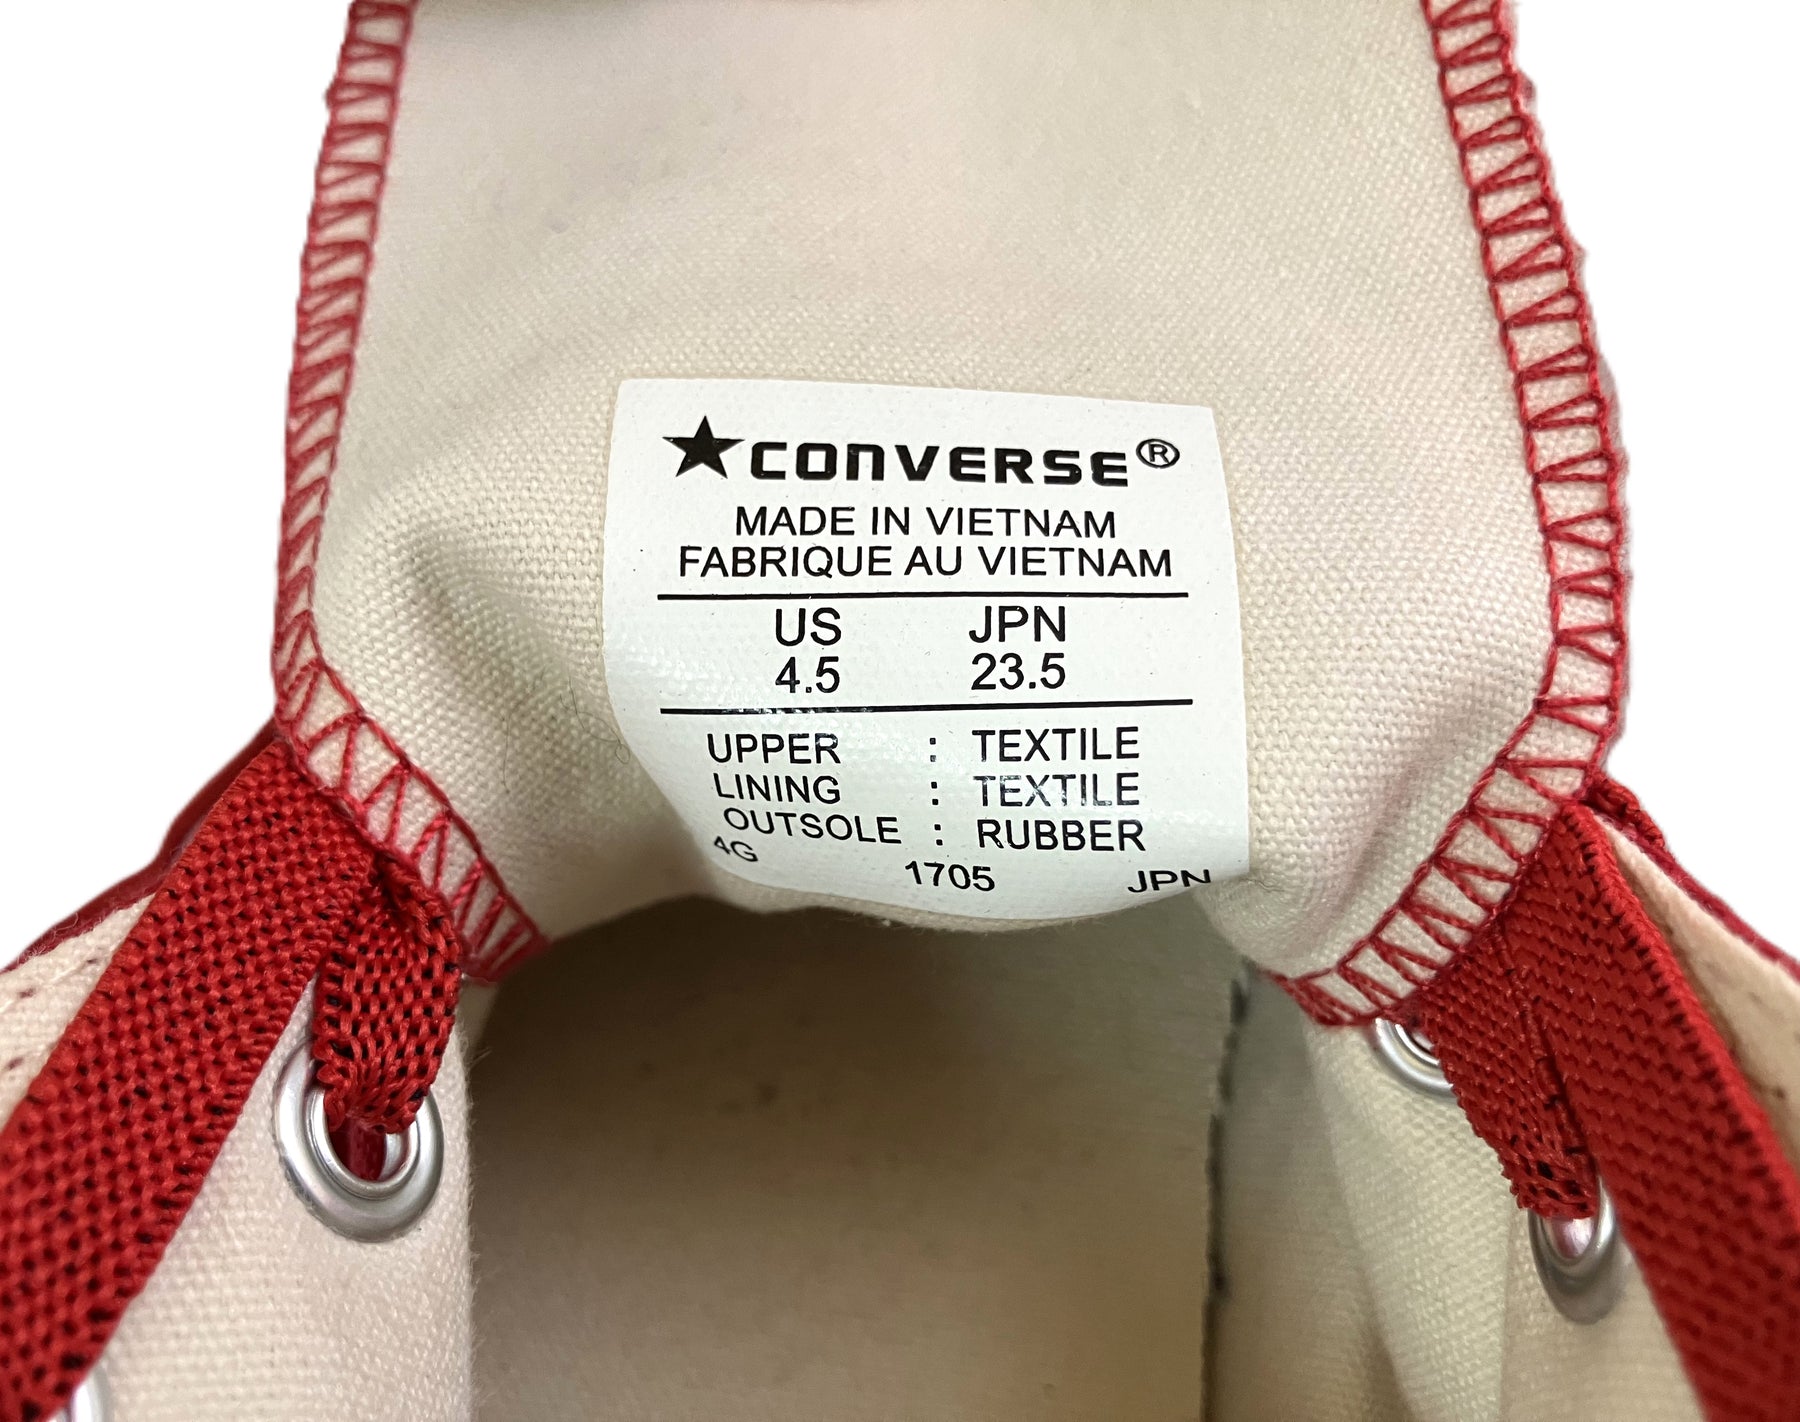 ★CONVERSE®
MADE IN VIETNAM
FABRIQUE AU VIETNAM
US JPN
4.5 23.5
UPPER : TEXTILE
LINING : TEXTILE
OUTSOLE : RUBBER
4G 1705 JPN